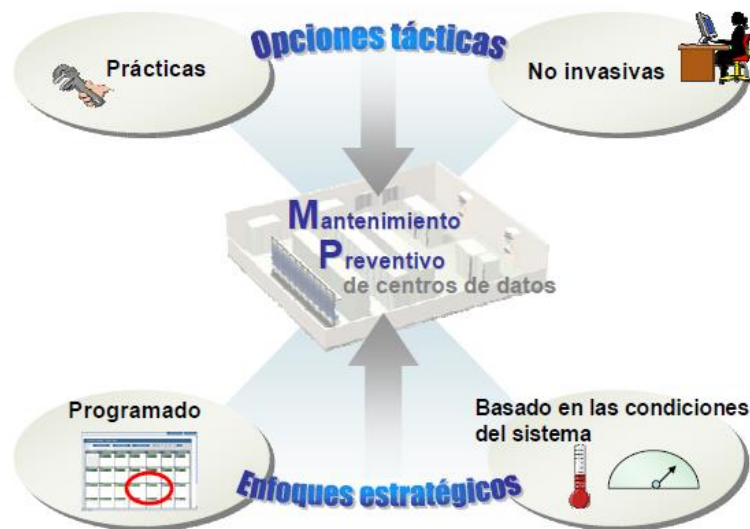 Opciones tácticas
Prácticas
No invasivas
Mantenimiento
Preventivo
de centros de datos
Programado
Basado en las condiciones
del sistema
Enfoques estratégicos